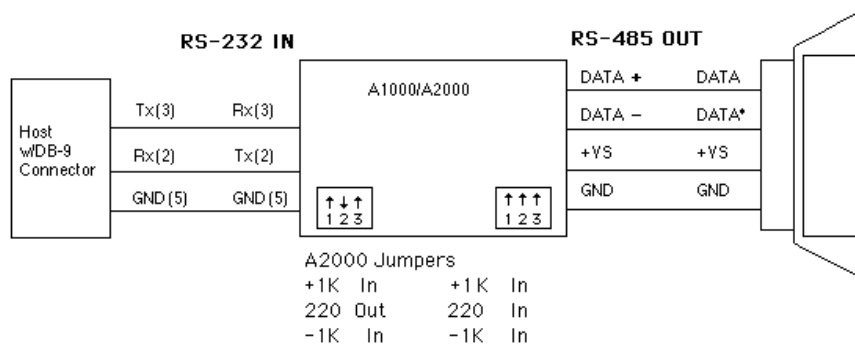 RS-232 IN
RS-485 OUT
Host
w/DB-9
Connector
Tx(3) Rx(3)
Rx(2) Tx(2)
GND(5) GND(5)
A1000/A2000
↑↓↑
1 2 3
↑↑↑
1 2 3
DATA + DATA
DATA - DATA*
+VS +VS
GND GND
A2000 Jumpers
+1K In +1K In
220 Out 220 In
-1K In -1K In